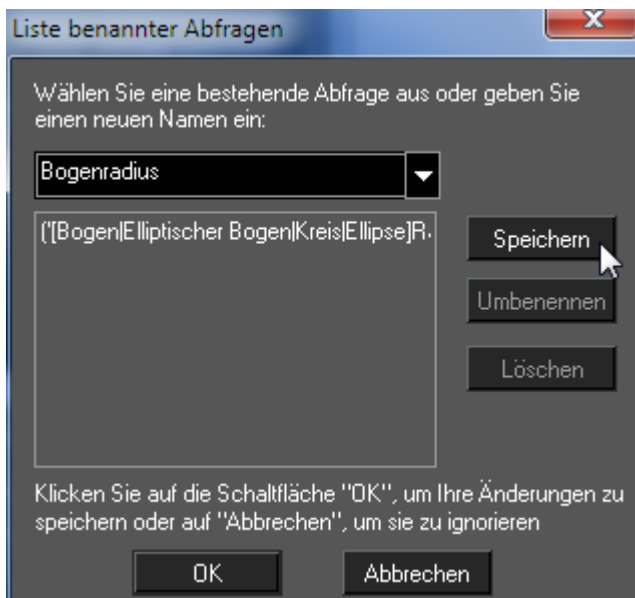 Liste benannter Abfragen
Wählen Sie eine bestehende Abfrage aus oder geben Sie
einen neuen Namen ein:
Bogenradius
('[Bogen|Elliptischer Bogen|Kreis|Ellipse]R
Speichern
Umbenennen
Löschen
Klicken Sie auf die Schaltfläche "OK", um Ihre Änderungen zu
speichern oder auf "Abbrechen", um sie zu ignorieren
OK
Abbrechen